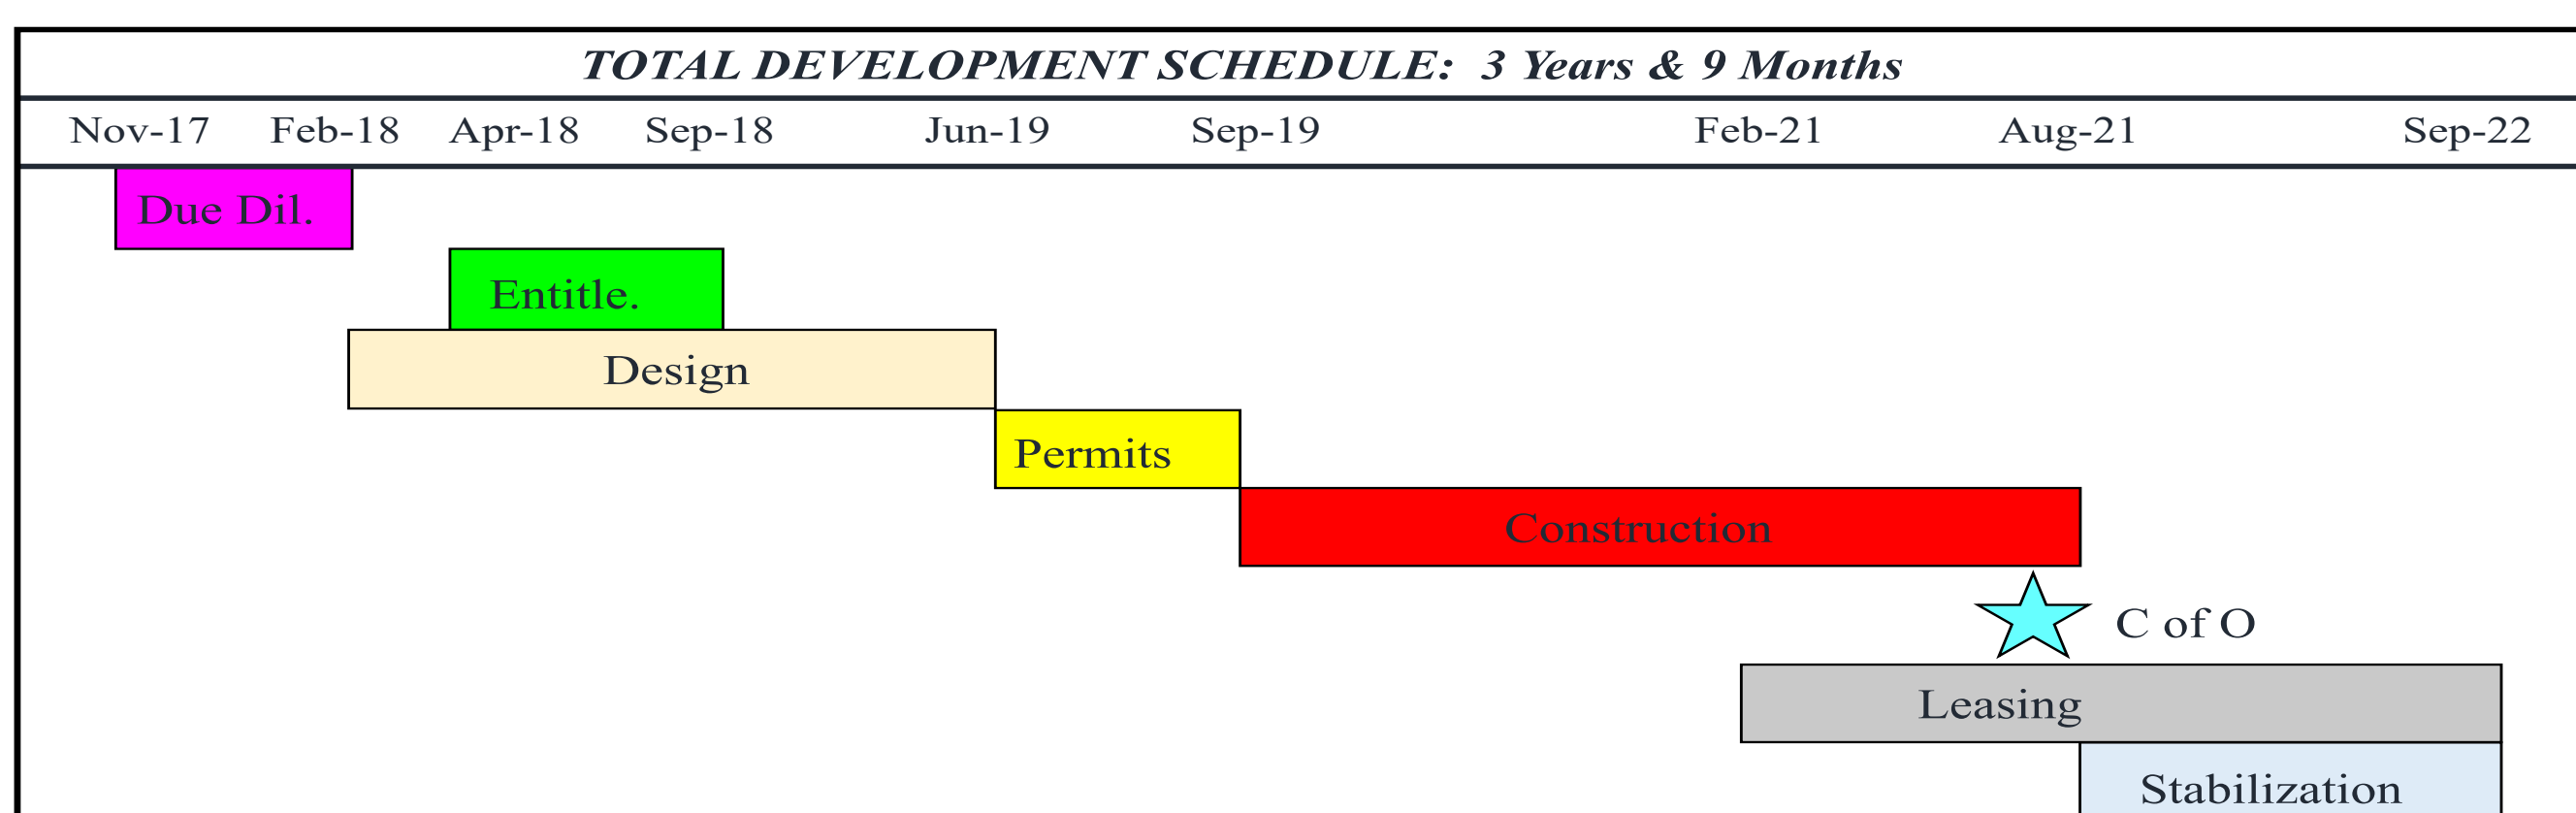 TOTAL DEVELOPMENT SCHEDULE: 3 Years & 9 Months
Nov-17 Feb-18 Apr-18 Sep-18 Jun-19 Sep-19 Feb-21 Aug-21 Sep-22
Due Dil.
Entitle.
Design
Permits
Construction
C of O
Leasing
Stabilization